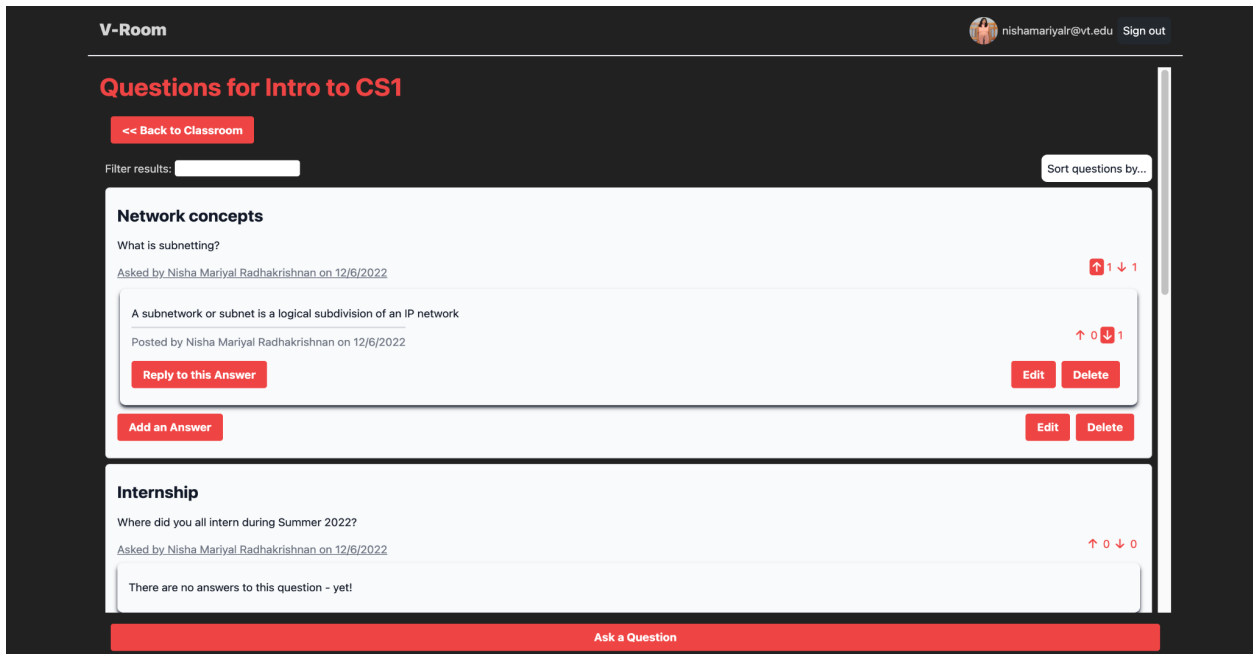 V-Room
nishamariyalr@vt.edu Sign out
Questions for Intro to CS1
<< Back to Classroom
Filter results:
Sort questions by...
Network concepts
What is subnetting?
Asked by Nisha Mariyal Radhakrishnan on 12/6/2022
↑ 1 ↓ 1
A subnetwork or subnet is a logical subdivision of an IP network
Posted by Nisha Mariyal Radhakrishnan on 12/6/2022
↑ 0 ↓ 1
Reply to this Answer Edit Delete
Add an Answer Edit Delete
Internship
Where did you all intern during Summer 2022?
Asked by Nisha Mariyal Radhakrishnan on 12/6/2022
↑ 0 ↓ 0
There are no answers to this question - yet!
Ask a Question